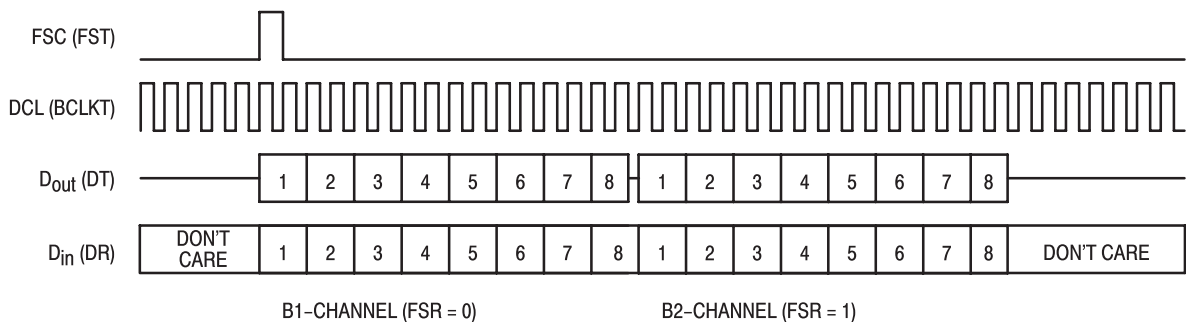 FSC (FST)
DCL (BCLKT)
Dout (DT) 1 2 3 4 5 6 7 8 1 2 3 4 5 6 7 8
Din (DR) DON'T CARE 1 2 3 4 5 6 7 8 1 2 3 4 5 6 7 8 DON'T CARE
B1–CHANNEL (FSR = 0) B2–CHANNEL (FSR = 1)